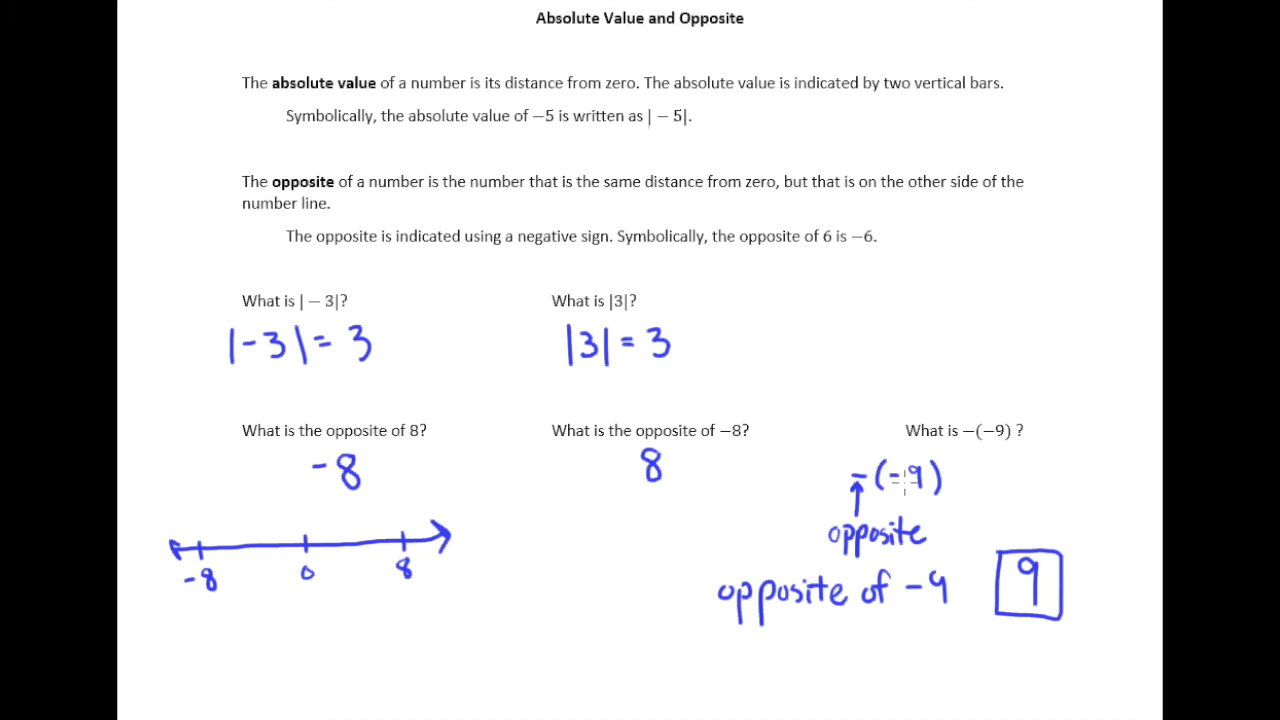 Absolute Value and Opposite
The absolute value of a number is its distance from zero. The absolute value is indicated by two vertical bars.
Symbolically, the absolute value of −5 is written as | − 5|.
The opposite of a number is the number that is the same distance from zero, but that is on the other side of the
number line.
The opposite is indicated using a negative sign. Symbolically, the opposite of 6 is −6.
What is | − 3|?
|-3| = 3
What is |3|?
|3| = 3
What is the opposite of 8?
-8
-8 0 8
What is the opposite of −8?
8
What is −(−9) ?
-(-9)
opposite
opposite of -9
9